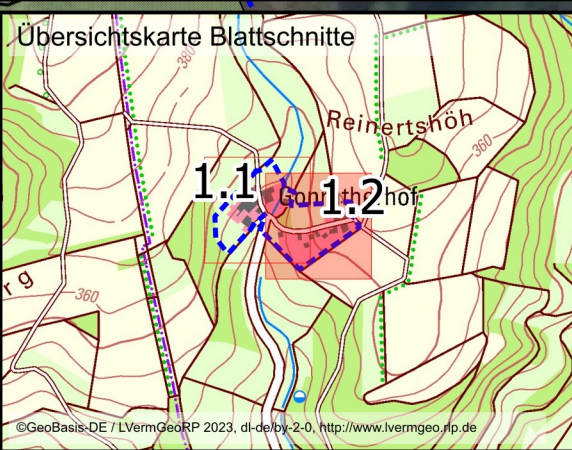 Übersichtskarte Blattschnitte
380
Reinertshöh
360
1.1
1.2
rg
360
©GeoBasis-DE / LVermGeoRP 2023, dl-de/by-2-0, http://www.lvermgeo.rlp.de